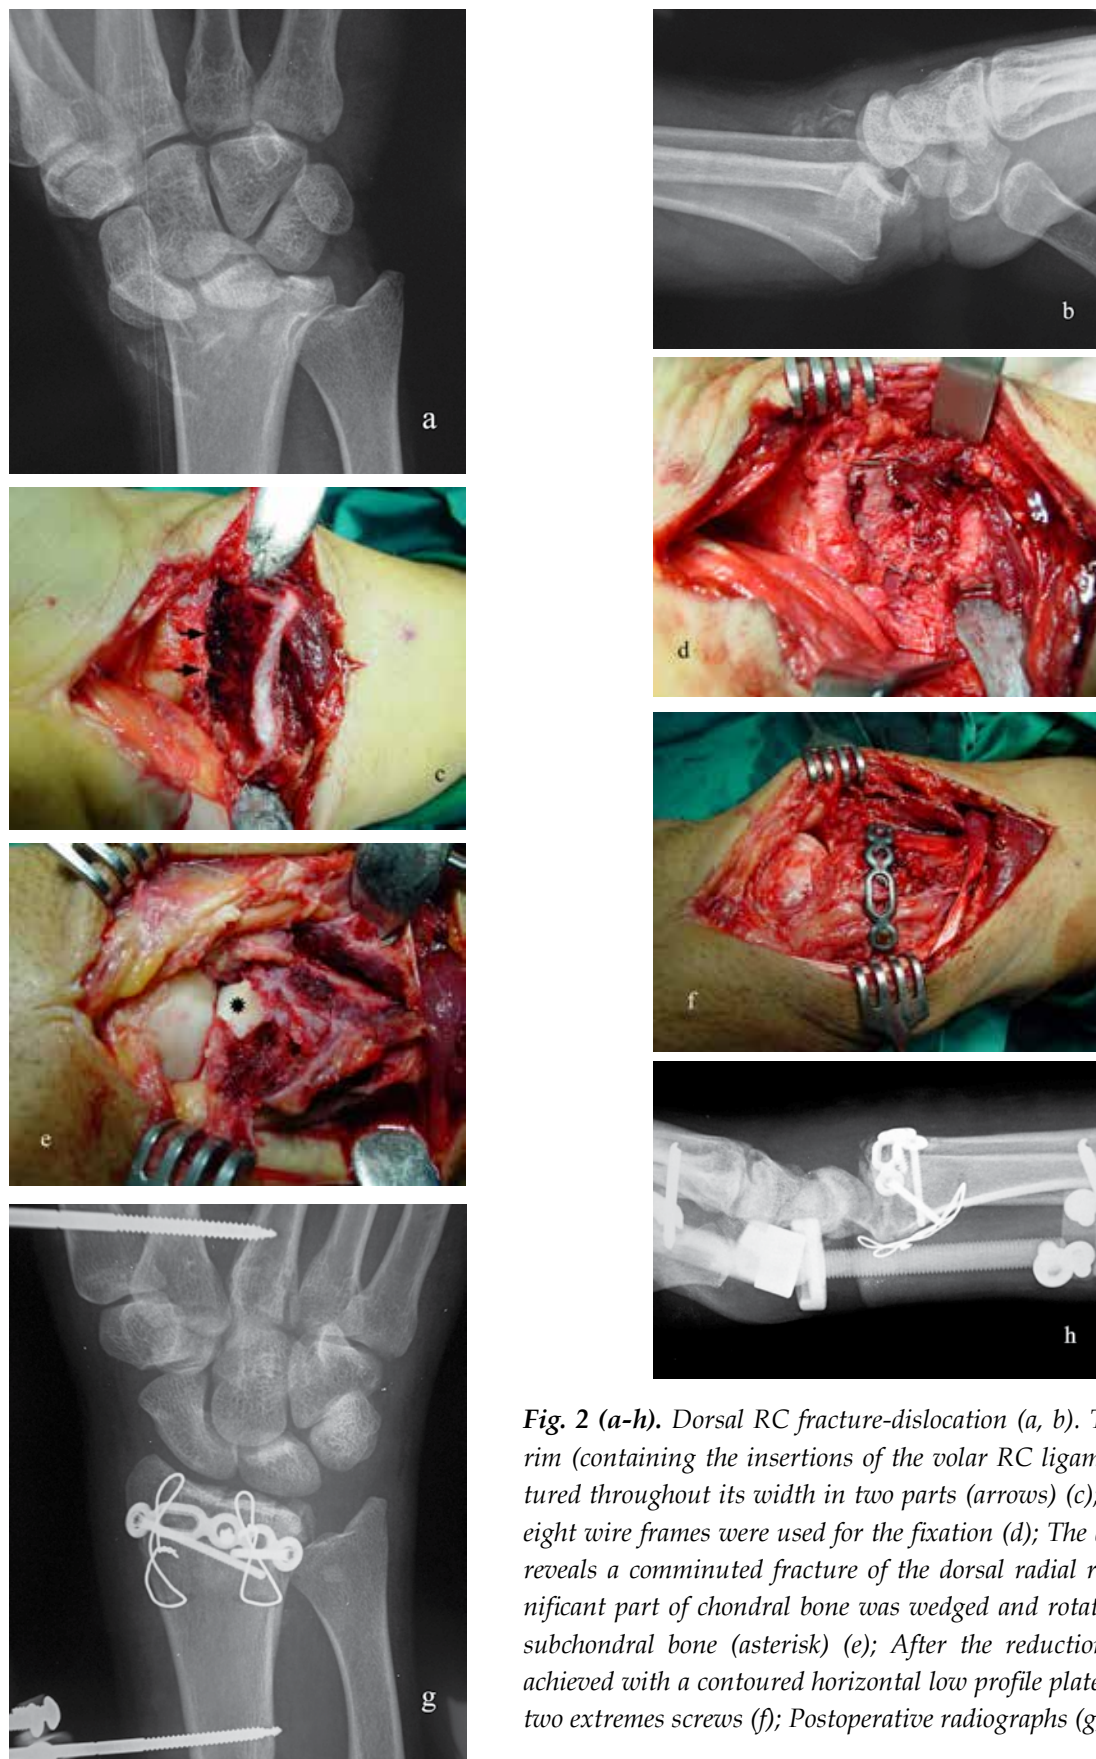 a
b
c
d
e
f
g
h
Fig. 2 (a-h). Dorsal RC fracture-dislocation (a, b).
rim (containing the insertions of the volar RC ligam
tured throughout its width in two parts (arrows) (c),
eight wire frames were used for the fixation (d); The
reveals a comminuted fracture of the dorsal radial r
nificant part of chondral bone was wedged and rotat
subchondral bone (asterisk) (e); After the reduction
achieved with a contoured horizontal low profile plate
two extremes screws (f); Postoperative radiographs (g